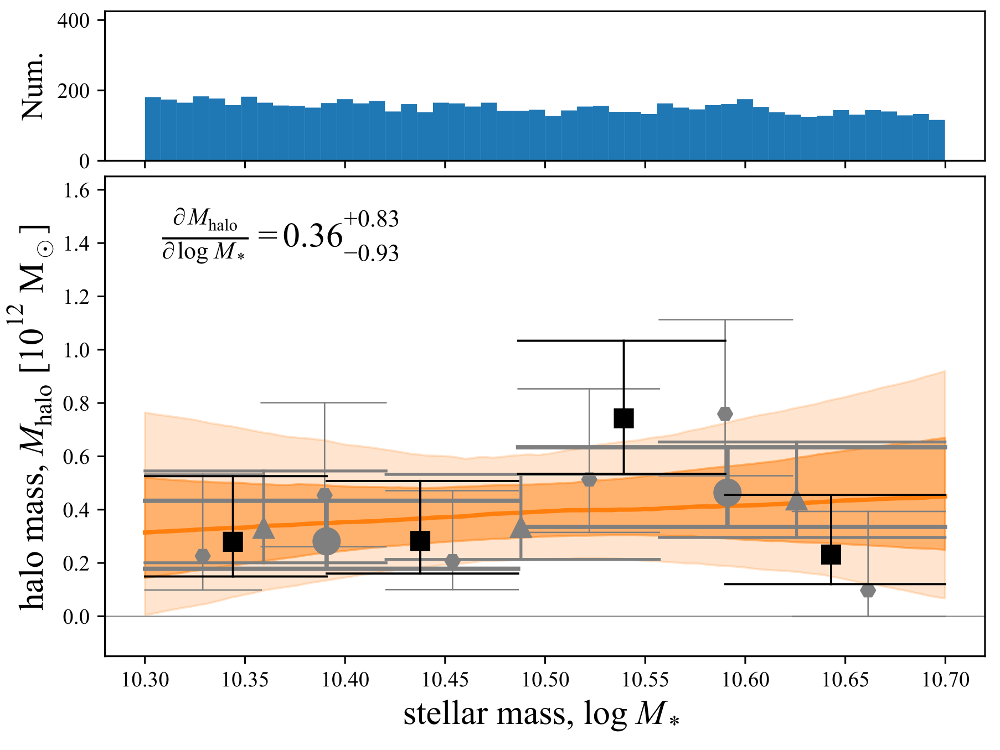 Num.
400
200
0
halo mass, M_halo [10^12 M_⊙]
1.6
1.4
1.2
1.0
0.8
0.6
0.4
0.2
0.0
∂M_halo / ∂log M_* = 0.36 +0.83 −0.93
10.30 10.35 10.40 10.45 10.50 10.55 10.60 10.65 10.70
stellar mass, log M_*